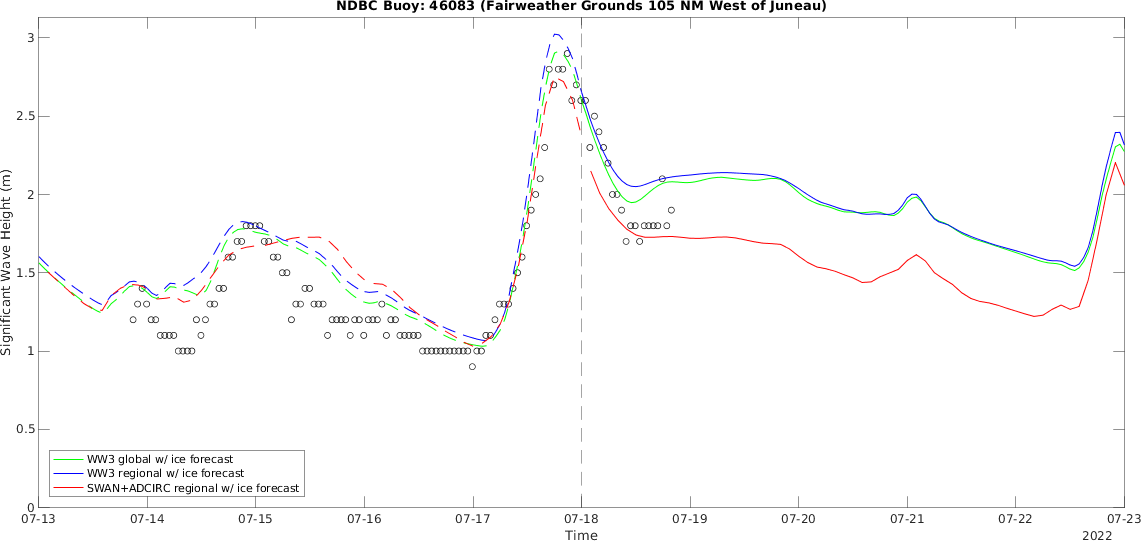 NDBC Buoy: 46083 (Fairweather Grounds 105 NM West of Juneau)
Significant Wave Height (m)
3
2.5
2
1.5
1
0.5
0
WW3 global w/ ice forecast
WW3 regional w/ ice forecast
SWAN+ADCIRC regional w/ ice forecast
07-13 07-14 07-15 07-16 07-17 07-18 07-19 07-20 07-21 07-22 07-23
Time
2022